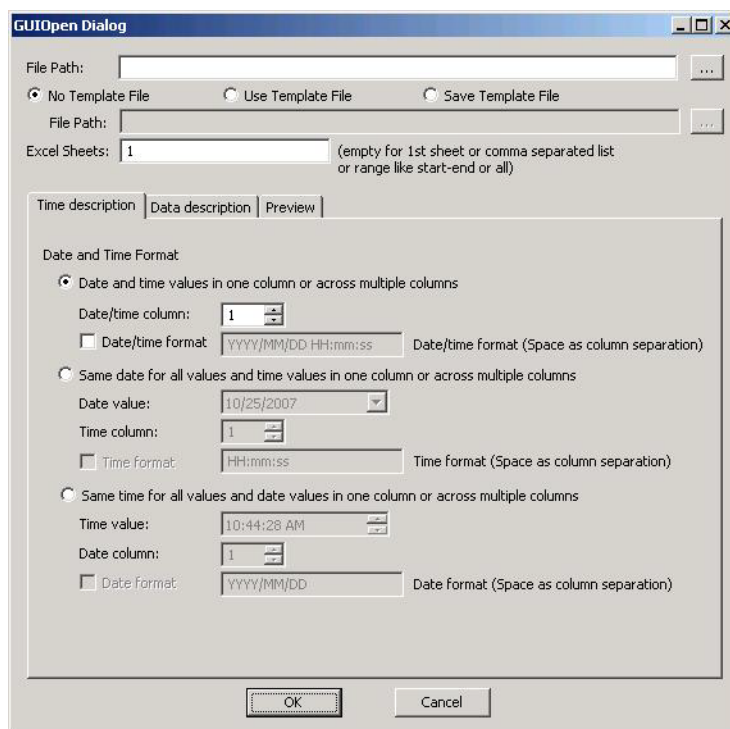 GUIOpen Dialog
File Path:
...
No Template File Use Template File Save Template File
File Path:
...
Excel Sheets: 1 (empty for 1st sheet or comma separated list
or range like start-end or all)
Time description Data description Preview
Date and Time Format
Date and time values in one column or across multiple columns
Date/time column: 1
Date/time format YYYY/MM/DD HH:mm:ss Date/time format (Space as column separation)
Same date for all values and time values in one column or across multiple columns
Date value: 10/25/2007
Time column: 1
Time format HH:mm:ss Time format (Space as column separation)
Same time for all values and date values in one column or across multiple columns
Time value: 10:44:28 AM
Date column: 1
Date format YYYY/MM/DD Date format (Space as column separation)
OK Cancel